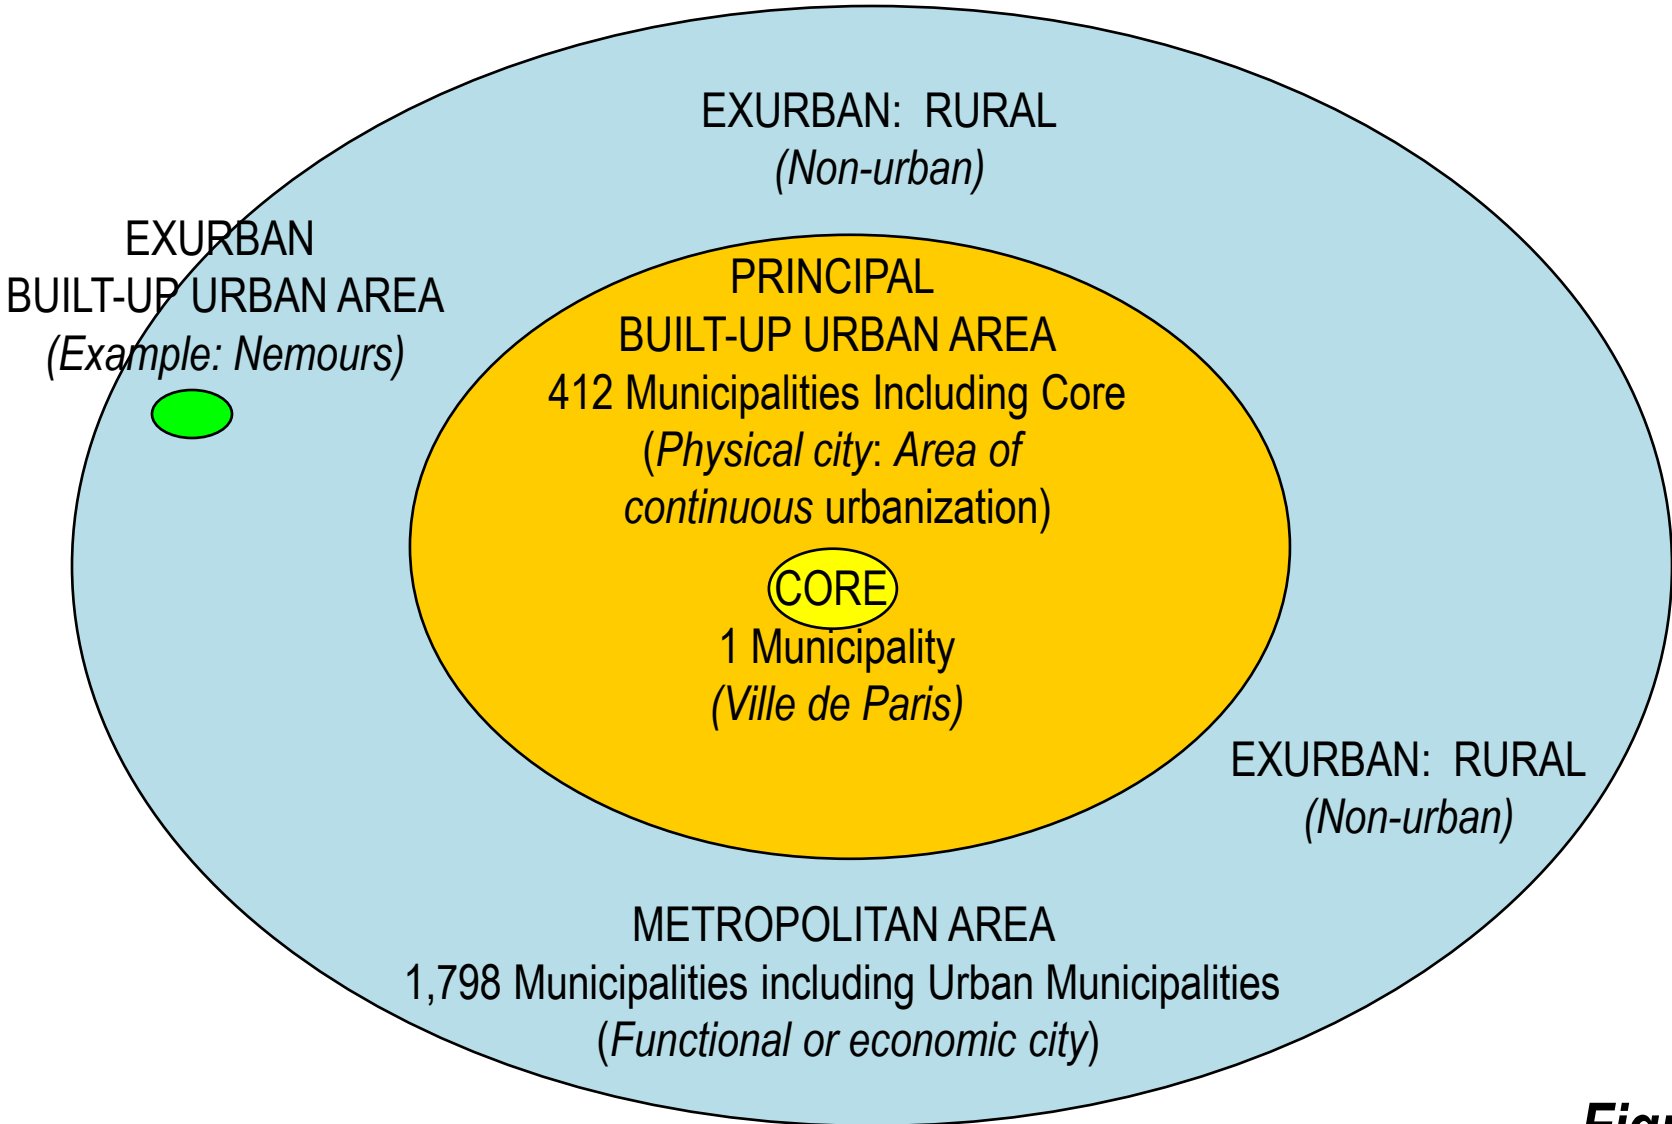 EXURBAN: RURAL
(Non-urban)
EXURBAN
BUILT-UP URBAN AREA
(Example: Nemours)
PRINCIPAL
BUILT-UP URBAN AREA
412 Municipalities Including Core
(Physical city: Area of
continuous urbanization)
CORE
1 Municipality
(Ville de Paris)
EXURBAN: RURAL
(Non-urban)
METROPOLITAN AREA
1,798 Municipalities including Urban Municipalities
(Functional or economic city)